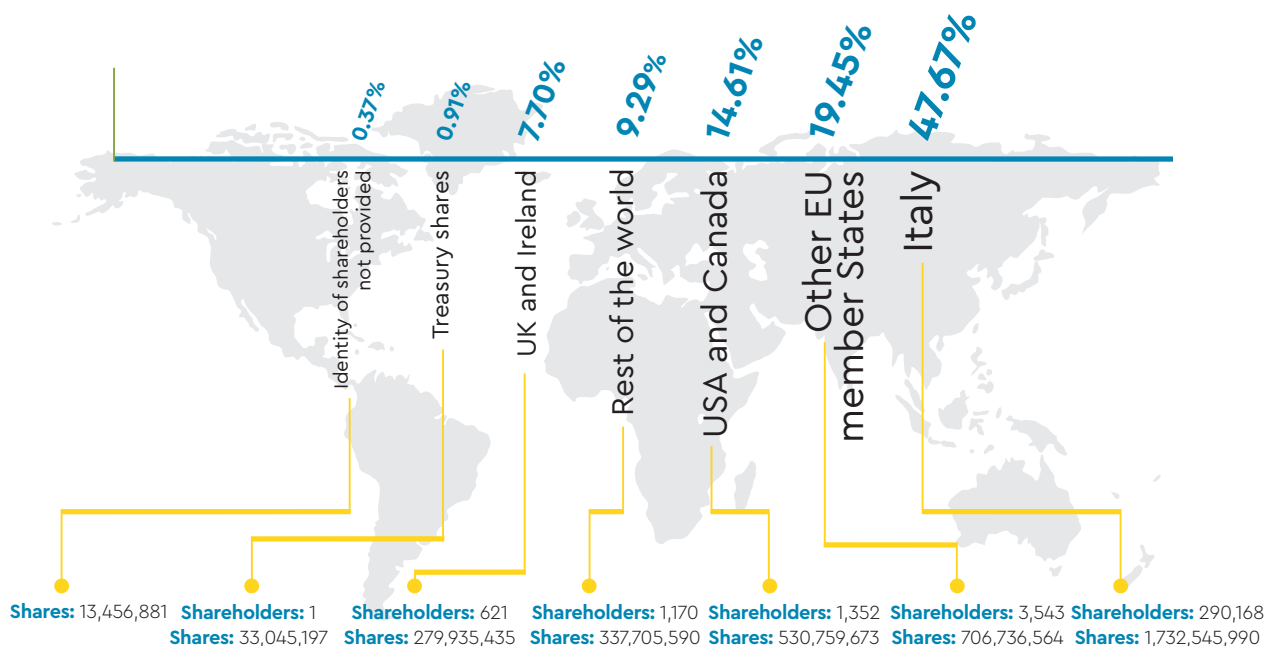 0.37%
0.91%
7.70%
9.29%
14.61%
19.45%
47.67%
Identity of shareholders
not provided
Treasury shares
UK and Ireland
Rest of the world
USA and Canada
Other EU
member States
Italy
Shares: 13,456,881
Shareholders: 1
Shares: 33,045,197
Shareholders: 621
Shares: 279,935,435
Shareholders: 1,170
Shares: 337,705,590
Shareholders: 1,352
Shares: 530,759,673
Shareholders: 3,543
Shares: 706,736,564
Shareholders: 290,168
Shares: 1,732,545,990